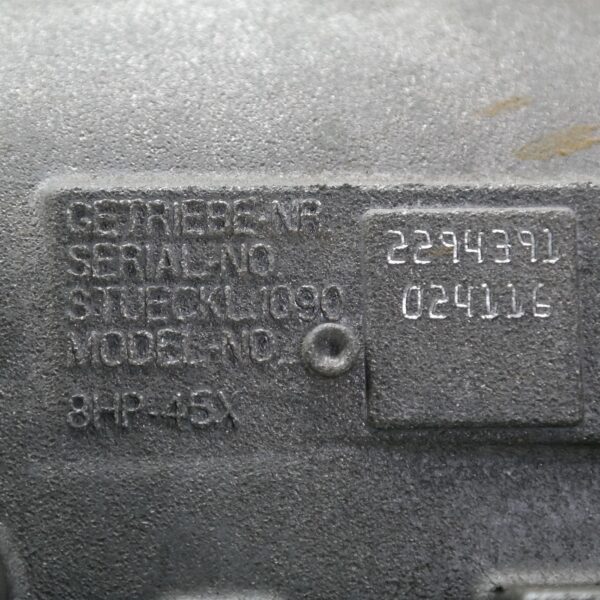 GETRIEBE-NR. 2294391
SERIAL-NO.
STUECKL.1090 024116
MODEL-NO.
8HP-45X